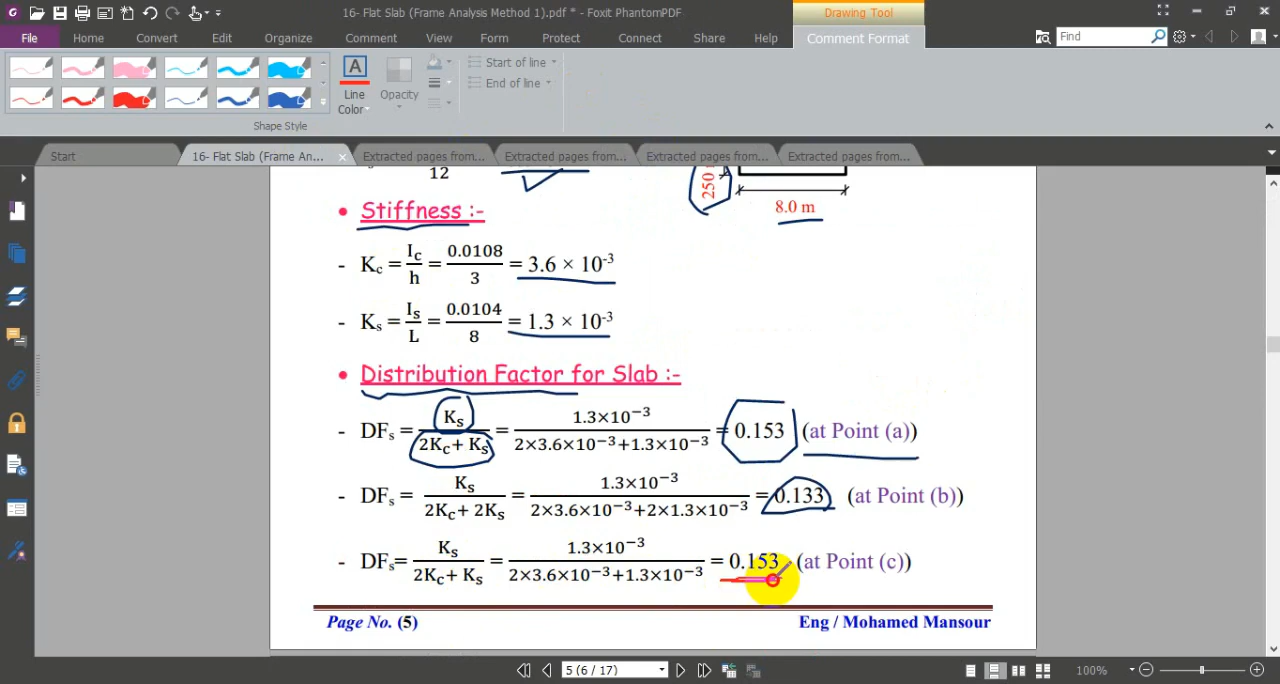 16- Flat Slab (Frame Analysis Method 1).pdf * - Foxit PhantomPDF
Drawing Tool
File Home Convert Edit Organize Comment View Form Protect Connect Share Help Comment Format Find
A
Line Color
Opacity
Start of line
End of line
Shape Style
Start
16- Flat Slab (Frame An...
Extracted pages from...
Extracted pages from...
Extracted pages from...
Extracted pages from...
12
250
8.0 m
• Stiffness :-
- Kc = Ic/h = 0.0108/3 = 3.6 × 10⁻³
- Ks = Is/L = 0.0104/8 = 1.3 × 10⁻³
• Distribution Factor for Slab :-
- DFs = Ks/(2Kc+ Ks) = 1.3×10⁻³/(2×3.6×10⁻³+1.3×10⁻³) = 0.153 (at Point (a))
- DFs = Ks/(2Kc+ 2Ks) = 1.3×10⁻³/(2×3.6×10⁻³+2×1.3×10⁻³) = 0.133 (at Point (b))
- DFs= Ks/(2Kc+ Ks) = 1.3×10⁻³/(2×3.6×10⁻³+1.3×10⁻³) = 0.153 (at Point (c))
Page No. (5) Eng / Mohamed Mansour
5 (6 / 17)
100%